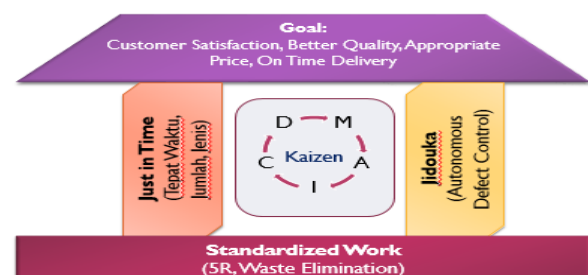 Goal:
Customer Satisfaction, Better Quality, Appropriate
Price, On Time Delivery
Just in Time
(Tepat Waktu,
Jumlah, Jenis)
D M
C Kaizen A
I
Jidouka
(Autonomous
Defect Control)
Standardized Work
(5R, Waste Elimination)